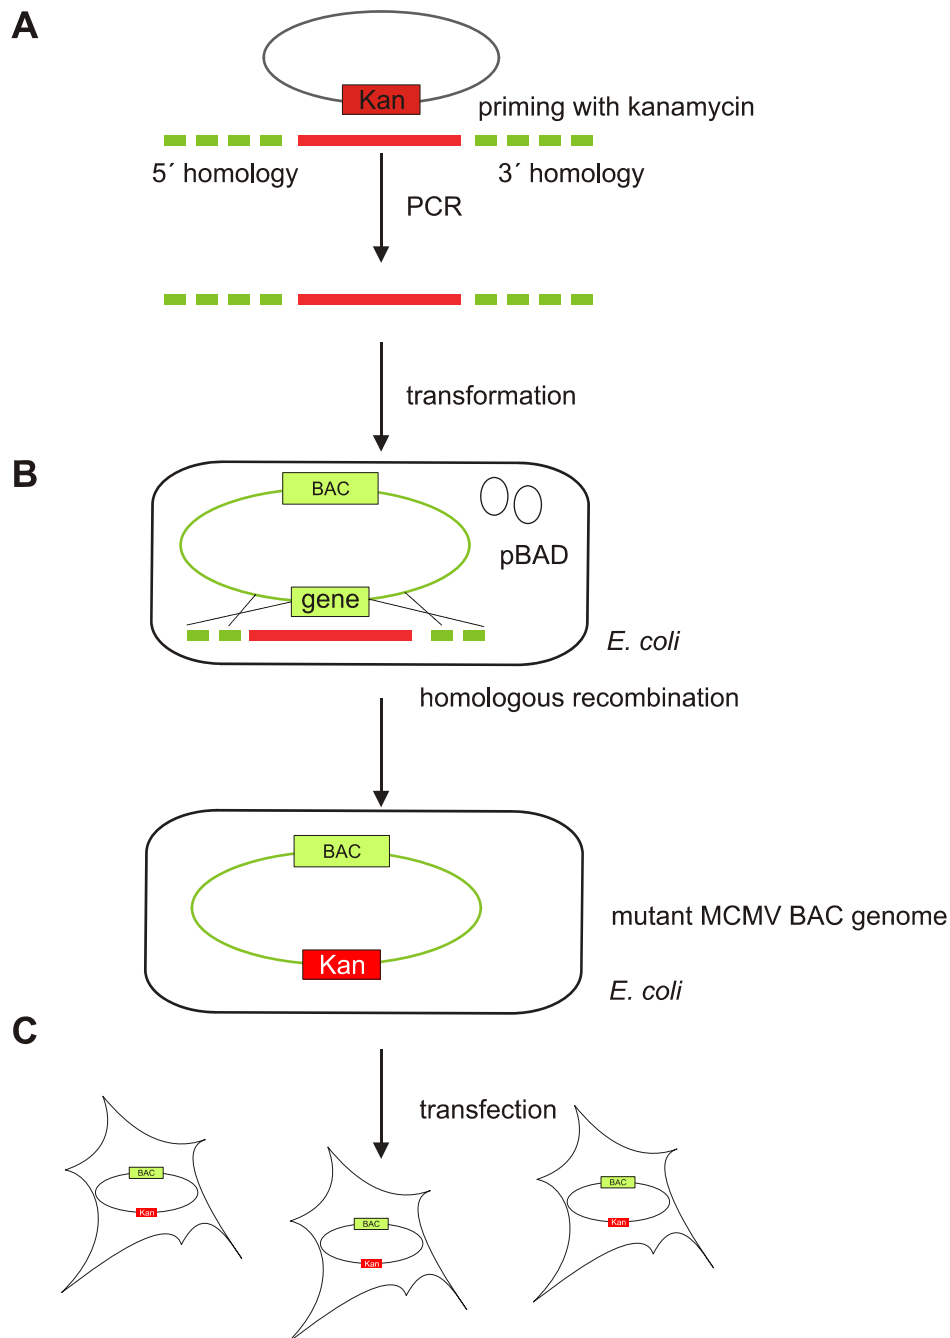 A
Kan
priming with kanamycin
5´ homology
3´ homology
PCR
transformation
B
BAC
pBAD
gene
E. coli
homologous recombination
BAC
mutant MCMV BAC genome
Kan
E. coli
C
transfection
BAC
Kan
BAC
Kan
BAC
Kan